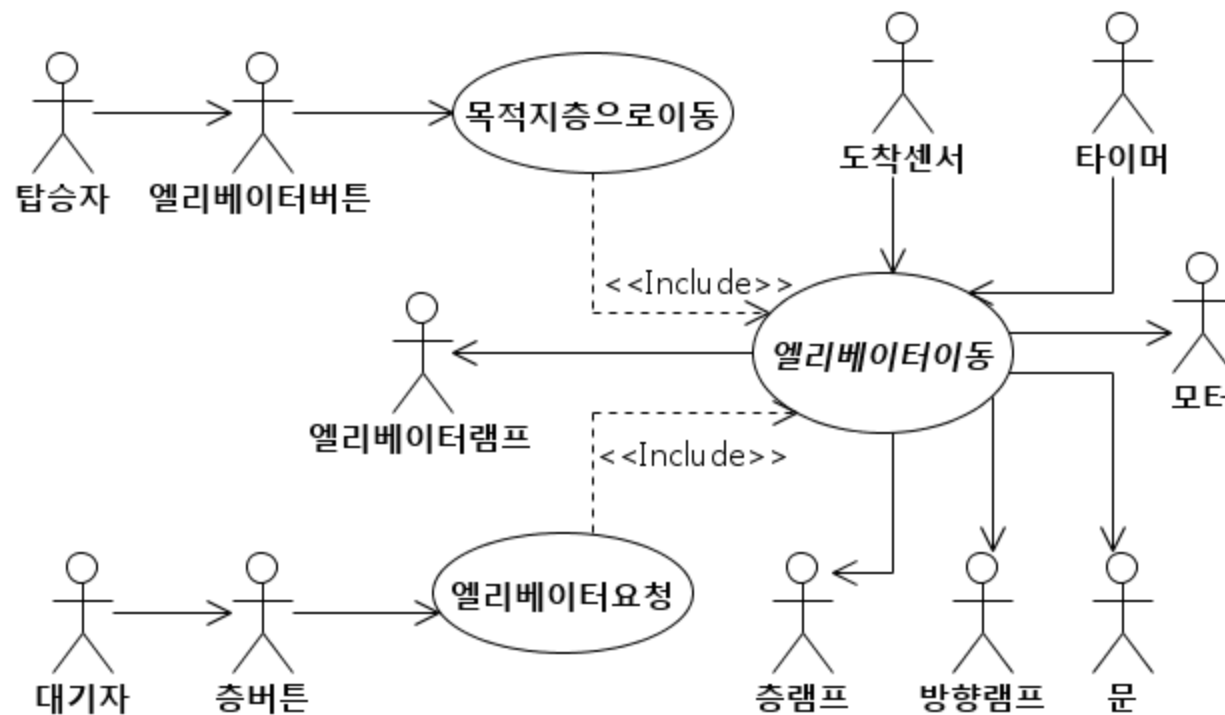 목적지층으로이동
도착센서
타이머
탑승자
엘리베이터버튼
<<Include>>
엘리베이터이동
모터
엘리베이터램프
<<Include>>
엘리베이터요청
대기자
층버튼
층램프
방향램프
문